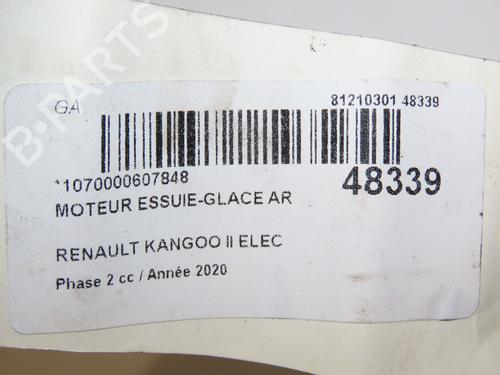 GA
81210301 48339
*1070000607848
48339
MOTEUR ESSUIE-GLACE AR
RENAULT KANGOO II ELEC
Phase 2 cc / Année 2020
B-PARTS